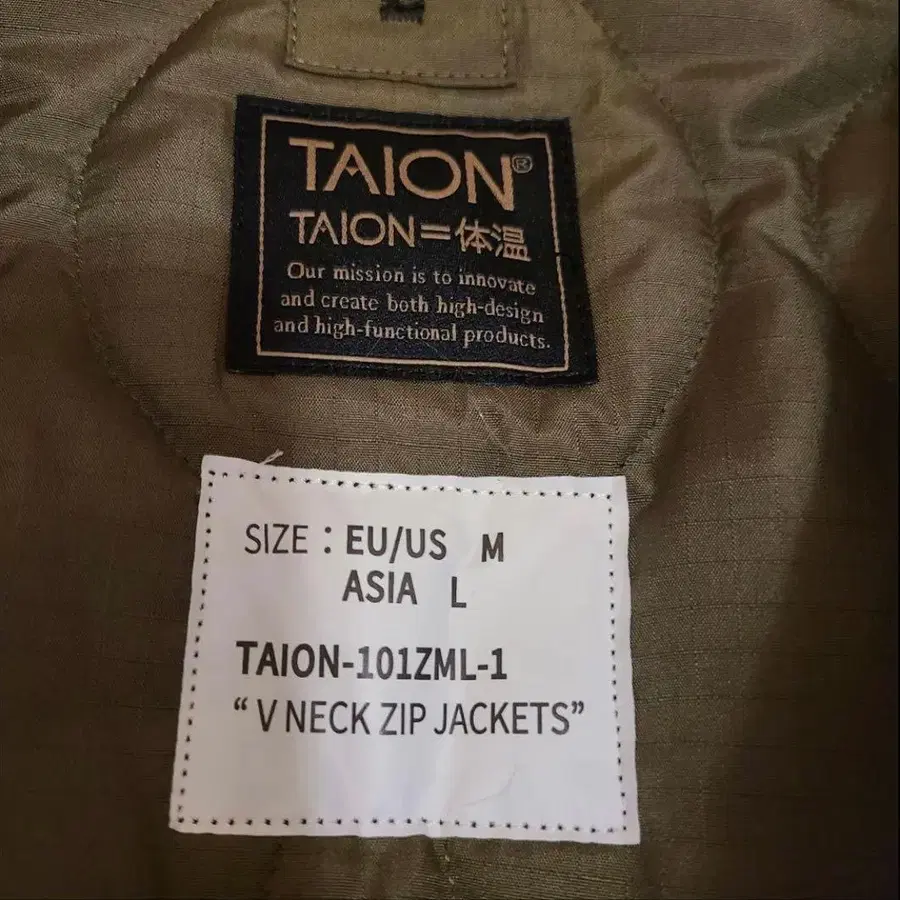 TAION®
TAION=体温
Our mission is to innovate
and create both high-design
and high-functional products.
SIZE : EU/US M
ASIA L
TAION-101ZML-1
“ V NECK ZIP JACKETS”